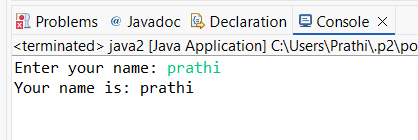 Problems @ Javadoc Declaration Console
<terminated> java2 [Java Application] C:\Users\Prathi\.p2\po
Enter your name: prathi
Your name is: prathi